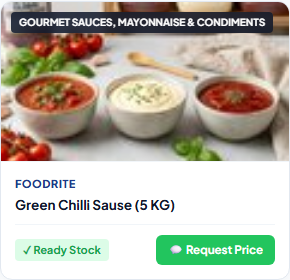 GOURMET SAUCES, MAYONNAISE & CONDIMENTS
FOODRITE
Green Chilli Sause (5 KG)
✓ Ready Stock
Request Price